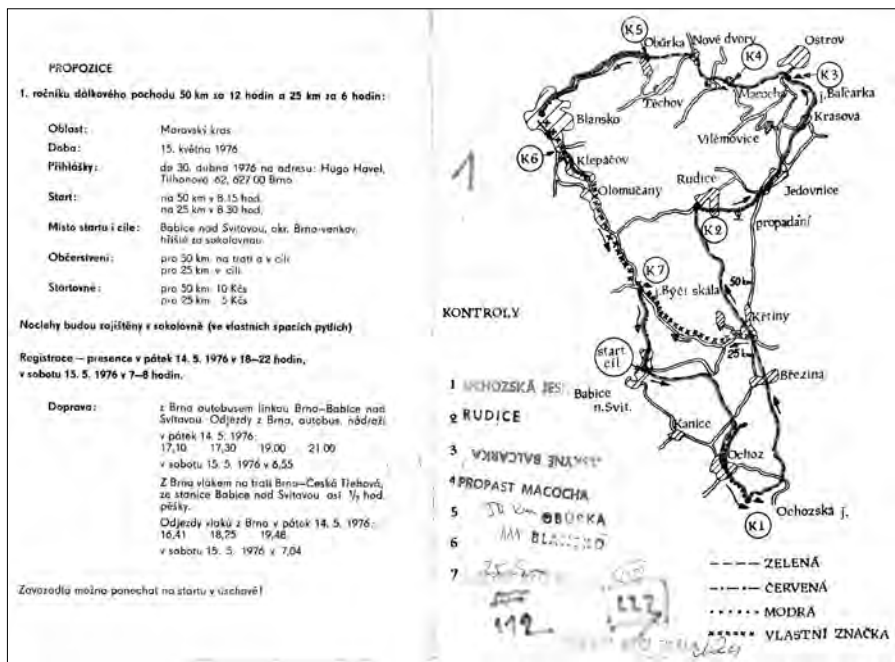 PROPOZICE
1. ročníku dálkového pochodu 50 km za 12 hodin a 25 km za 6 hodin:
Oblast: Moravský kras
Doba: 15. května 1976
Přihlášky: do 30. dubna 1976 na adresu: Hugo Havel,
Tilhonova 62, 627 00 Brno
Start: na 50 km v 8.15 hod.
na 25 km v 8.30 hod.
Místo startu i cíle: Babice nad Svitavou, okr. Brno-venkov,
hřiště za sokolovnou
Občerstvení: pro 50 km na trati a v cíli
pro 25 km v cíli
Startovné: pro 50 km 10 Kčs
pro 25 km 5 Kčs
Noclehy budou zajištěny v sokolovně (ve vlastních spacích pytlích)
Registrace – presence v pátek 14. 5. 1976 v 18–22 hodin,
v sobotu 15. 5. 1976 v 7–8 hodin.
Doprava: z Brna autobusem linkou Brno–Babice nad
Svitavou. Odjezdy z Brna, autobus. nádraží
v pátek 14. 5. 1976:
17,10 17,30 19.00 21.00
v sobotu 15. 5. 1976 v 6,55
Z Brna vlakem na trati Brno–Česká Třebová,
ze stanice Babice nad Svitavou asi 1/2 hod.
pěšky.
Odjezdy vlaků z Brna v pátek 14. 5. 1976:
16,41 18,25 19,48
v sobotu 15. 5. 1976 v 7,04
Zavazadla možno ponechat na startu v úschově!
1
K5
Obůrka
Nové dvory
K4
Ostrov
K3
Macocha
j. Balcarka
Těchov
Vilémovice
Krasová
Blansko
K6
Klepáčov
Olomučany
Rudice
Jedovnice
K2
propadání
K7
j. Býčí skála
50 km
Křtiny
25 km
start
cíl
Babice
n. Svit.
Březina
Kanice
Ochoz
K1
Ochozská j.
KONTROLY
1 OCHOZSKÁ JES.
2 RUDICE
3 JESKYNĚ BALCARKA
4 PROPAST MACOCHA
5 OBŮRKA
6 BLANSKO
7
112
222
ZELENÁ
ČERVENÁ
MODRÁ
VLASTNÍ ZNAČKA